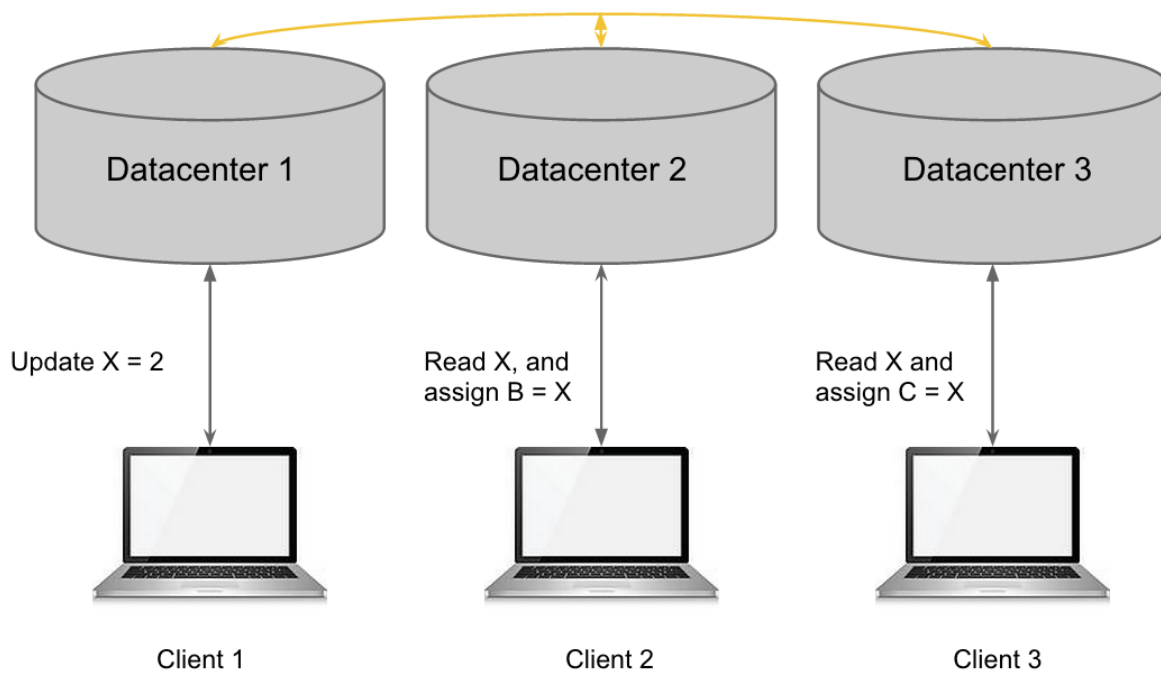 Datacenter 1
Datacenter 2
Datacenter 3
Update X = 2
Read X, and
assign B = X
Read X and
assign C = X
Client 1
Client 2
Client 3